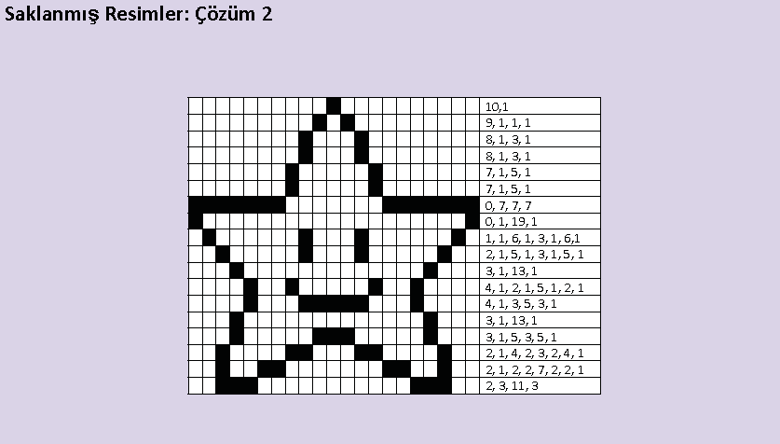 Saklanmış Resimler: Çözüm 2
10,1
9, 1, 1, 1
8, 1, 3, 1
8, 1, 3, 1
7, 1, 5, 1
7, 1, 5, 1
0, 7, 7, 7
0, 1, 19, 1
1, 1, 6, 1, 3, 1, 6,1
2, 1, 5, 1, 3, 1, 5, 1
3, 1, 13, 1
4, 1, 2, 1, 5, 1, 2, 1
4, 1, 3, 5, 3, 1
3, 1, 13, 1
3, 1, 5, 3, 5, 1
2, 1, 4, 2, 3, 2, 4, 1
2, 1, 2, 2, 7, 2, 2, 1
2, 3, 11, 3